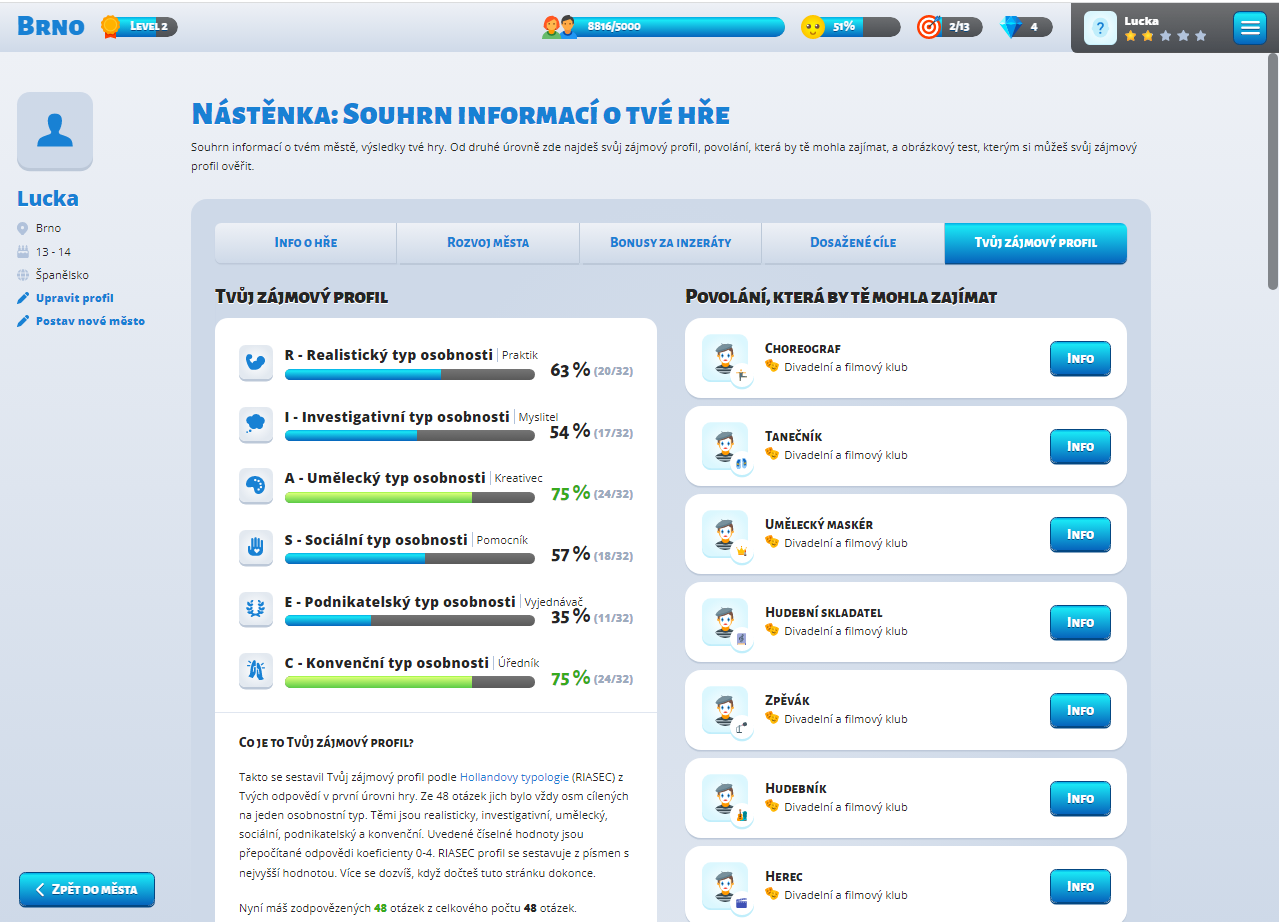 Brno
Level 2
8816/5000
51%
2/13
4
?
Lucka
Lucka
Brno
13 - 14
Španělsko
Upravit profil
Postav nové město
Zpět do města
Nástěnka: Souhrn informací o tvé hře
Souhrn informací o tvém městě, výsledky tvé hry. Od druhé úrovně zde najdeš svůj zájmový profil, povolání, která by tě mohla zajímat, a obrázkový test, kterým si můžeš svůj zájmový
profil ověřit.
Info o hře
Rozvoj města
Bonusy za inzeráty
Dosažené cíle
Tvůj zájmový profil
Tvůj zájmový profil
R - Realistický typ osobnosti | Praktik
63 % (20/32)
I - Investigativní typ osobnosti | Myslitel
54 % (17/32)
A - Umělecký typ osobnosti | Kreativec
75 % (24/32)
S - Sociální typ osobnosti | Pomocník
57 % (18/32)
E - Podnikatelský typ osobnosti | Vyjednávač
35 % (11/32)
C - Konvenční typ osobnosti | Úředník
75 % (24/32)
Co je to Tvůj zájmový profil?
Takto se sestavil Tvůj zájmový profil podle Hollandovy typologie (RIASEC) z
Tvých odpovědí v první úrovni hry. Ze 48 otázek jich bylo vždy osm cílených
na jeden osobnostní typ. Těmi jsou realisticky, investigativní, umělecký,
sociální, podnikatelský a konvenční. Uvedené číselné hodnoty jsou
přepočítané odpovědi koeficienty 0-4. RIASEC profil se sestavuje z písmen s
nejvyšší hodnotou. Více se dozvíš, když dočteš tuto stránku dokonce.
Nyní máš zodpovězených 48 otázek z celkového počtu 48 otázek.
Povolání, která by tě mohla zajímat
Choreograf
Divadelní a filmový klub
Info
Tanečník
Divadelní a filmový klub
Info
Umělecký maskér
Divadelní a filmový klub
Info
Hudební skladatel
Divadelní a filmový klub
Info
Zpěvák
Divadelní a filmový klub
Info
Hudebník
Divadelní a filmový klub
Info
Herec
Divadelní a filmový klub
Info